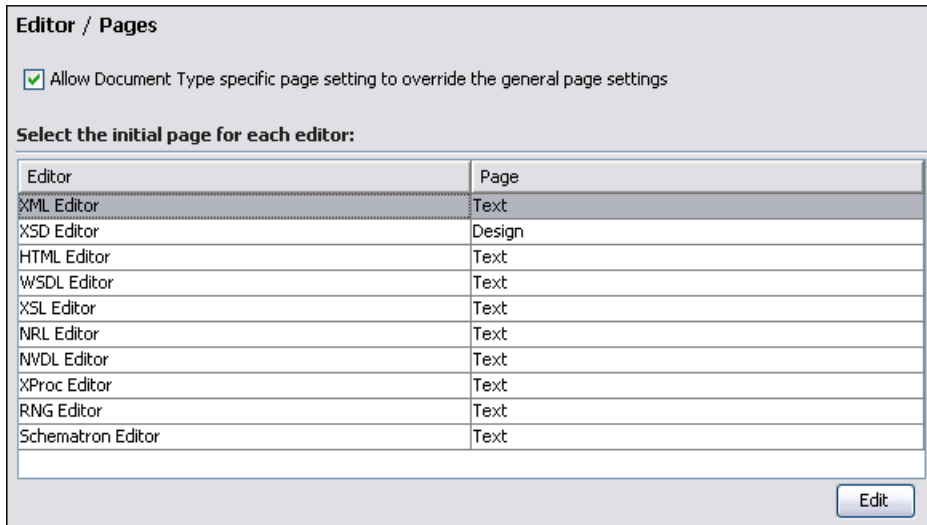 Editor / Pages
Allow Document Type specific page setting to override the general page settings
Select the initial page for each editor:
Editor Page
XML Editor Text
XSD Editor Design
HTML Editor Text
WSDL Editor Text
XSL Editor Text
NRL Editor Text
NVDL Editor Text
XProc Editor Text
RNG Editor Text
Schematron Editor Text
Edit